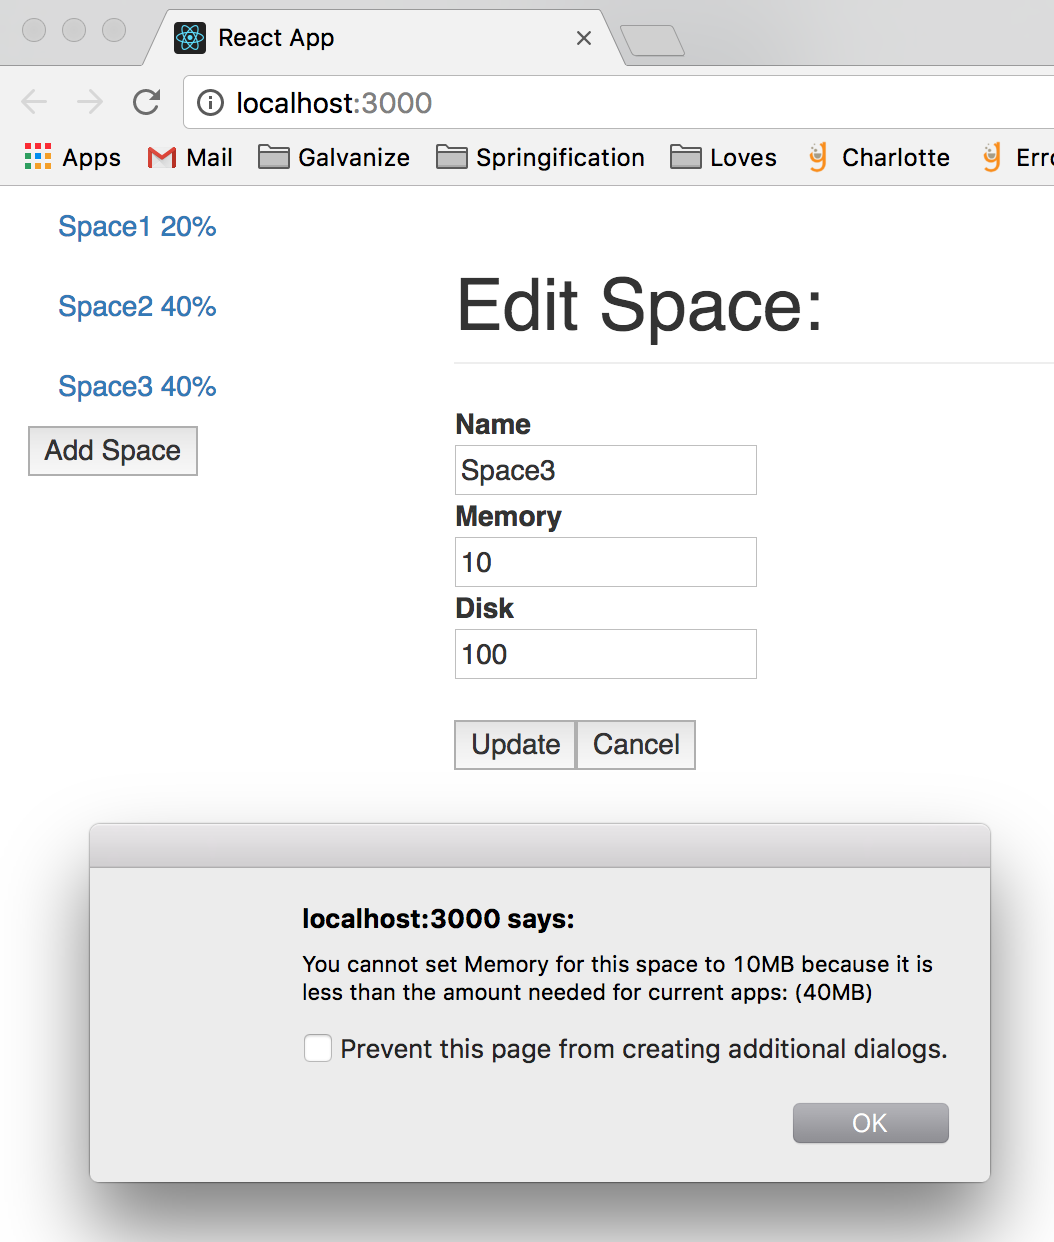 React App
localhost:3000
Apps Mail Galvanize Springification Loves Charlotte
Space1 20%
Space2 40%
Space3 40%
Add Space
Edit Space:
Name
Space3
Memory
10
Disk
100
Update Cancel
localhost:3000 says:
You cannot set Memory for this space to 10MB because it is
less than the amount needed for current apps: (40MB)
Prevent this page from creating additional dialogs.
OK